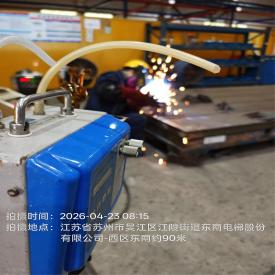 拍摄时间： 2026-04-23 08:15
拍摄地点： 江苏省苏州市吴江区江陵街道东南电梯股份
有限公司-西区东南约90米